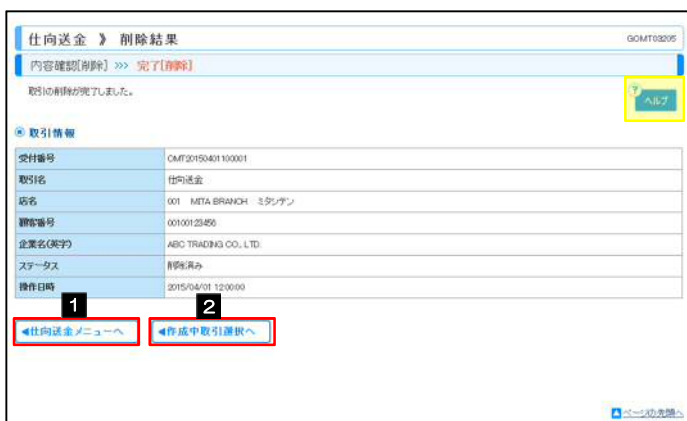 仕向送金 》 削除結果
GOMT03205
内容確認[削除] >>> 完了[削除]
取引の削除が完了しました。
?
ヘルプ
取引情報
受付番号 OMT20150401100001
取引名 仕向送金
店名 001 MITA BRANCH ミタシテン
顧客番号 00100123456
企業名(英字) ABC TRADING CO., LTD.
ステータス 削除済み
操作日時 2015/04/01 12:00:00
1 2
◀仕向送金メニューへ ◀作成中取引選択へ
ページの先頭へ